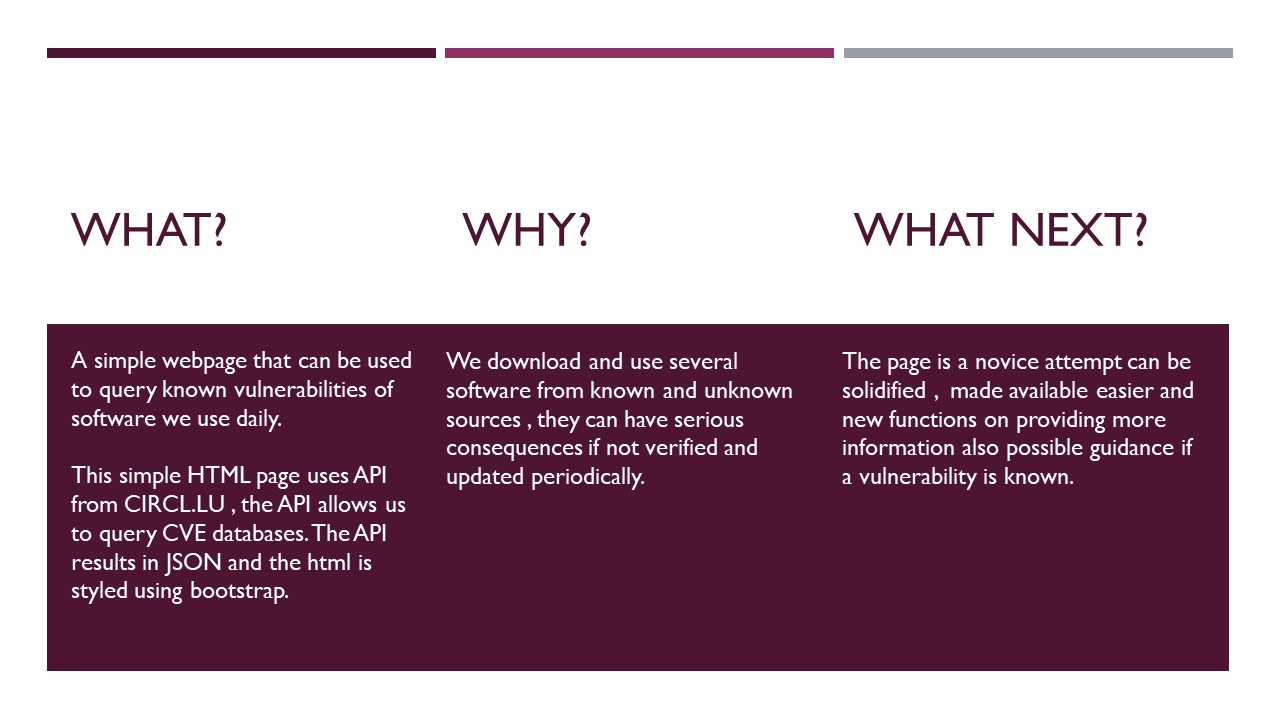 WHAT?
WHY?
WHAT NEXT?
A simple webpage that can be used
to query known vulnerabilities of
software we use daily.
This simple HTML page uses API
from CIRCL.LU , the API allows us
to query CVE databases. The API
results in JSON and the html is
styled using bootstrap.
We download and use several
software from known and unknown
sources , they can have serious
consequences if not verified and
updated periodically.
The page is a novice attempt can be
solidified ,  made available easier and
new functions on providing more
information also possible guidance if
a vulnerability is known.